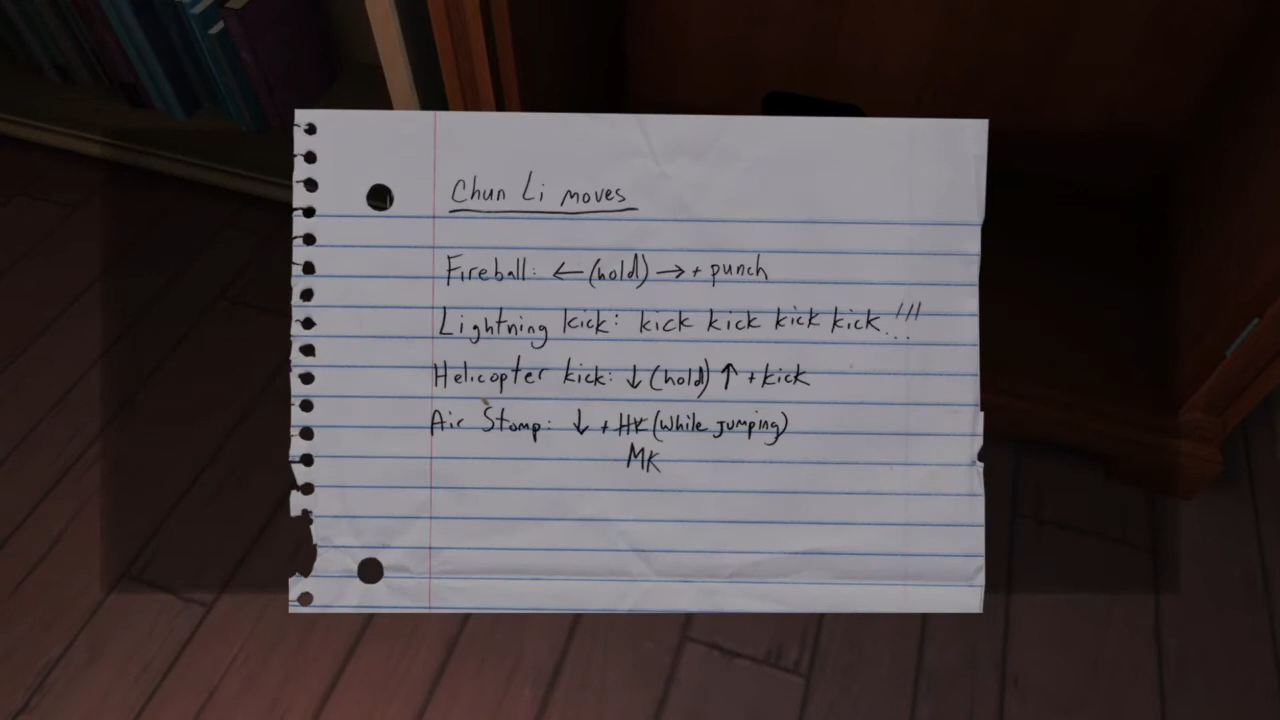 Chun Li moves
Fireball: ← (hold) → + punch
Lightning kick: kick kick kick kick!!!
Helicopter kick: ↓ (hold) ↑ + kick
Air Stomp: ↓ + HK (while jumping)
MK